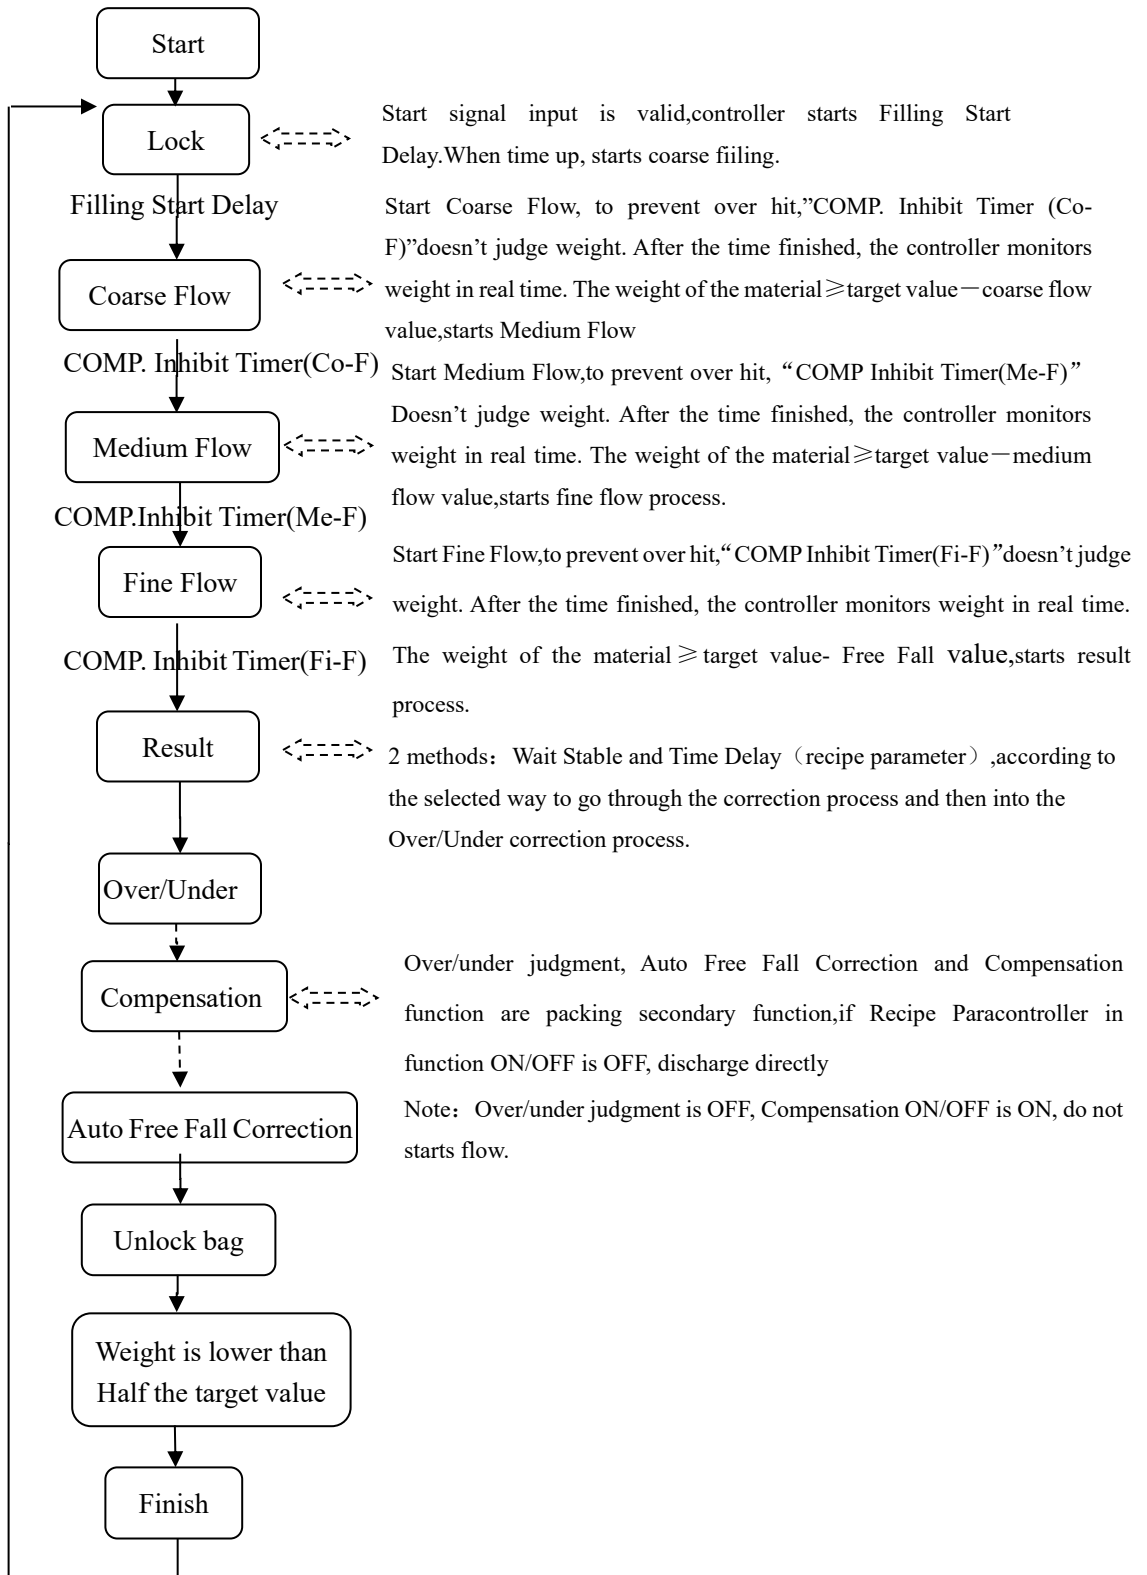 Start
Lock
Start signal input is valid,controller starts Filling Start
Delay.When time up, starts coarse fiiling.
Filling Start Delay
Start Coarse Flow, to prevent over hit,”COMP. Inhibit Timer (Co-
F)”doesn’t judge weight. After the time finished, the controller monitors
weight in real time. The weight of the material≥target value－coarse flow
value,starts Medium Flow
Coarse Flow
COMP. Inhibit Timer(Co-F)
Start Medium Flow,to prevent over hit, “COMP Inhibit Timer(Me-F)”
Doesn’t judge weight. After the time finished, the controller monitors
weight in real time. The weight of the material≥target value－medium
flow value,starts fine flow process.
Medium Flow
COMP.Inhibit Timer(Me-F)
Start Fine Flow,to prevent over hit,“COMP Inhibit Timer(Fi-F)”doesn’t judge
weight. After the time finished, the controller monitors weight in real time.
The weight of the material≥target value- Free Fall value,starts result
process.
Fine Flow
COMP. Inhibit Timer(Fi-F)
Result
2 methods：Wait Stable and Time Delay（recipe parameter）,according to
the selected way to go through the correction process and then into the
Over/Under correction process.
Over/Under
Compensation
Over/under judgment, Auto Free Fall Correction and Compensation
function are packing secondary function,if Recipe Paracontroller in
function ON/OFF is OFF, discharge directly
Note：Over/under judgment is OFF, Compensation ON/OFF is ON, do not
starts flow.
Auto Free Fall Correction
Unlock bag
Weight is lower than
Half the target value
Finish